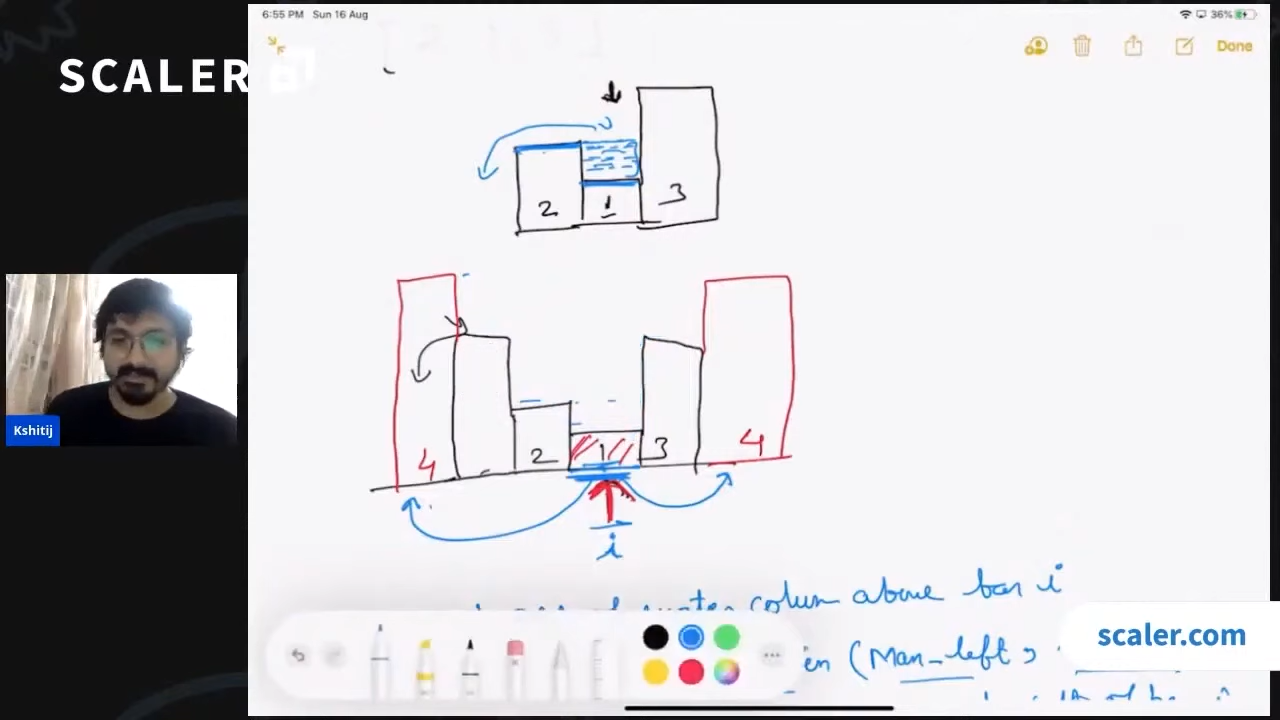 6:55 PM Sun 16 Aug
36%
SCALER
Done
2 1 3
4 2 1 3 4
i
of water column above bar i
scaler.com
(Max_left,
Kshitij